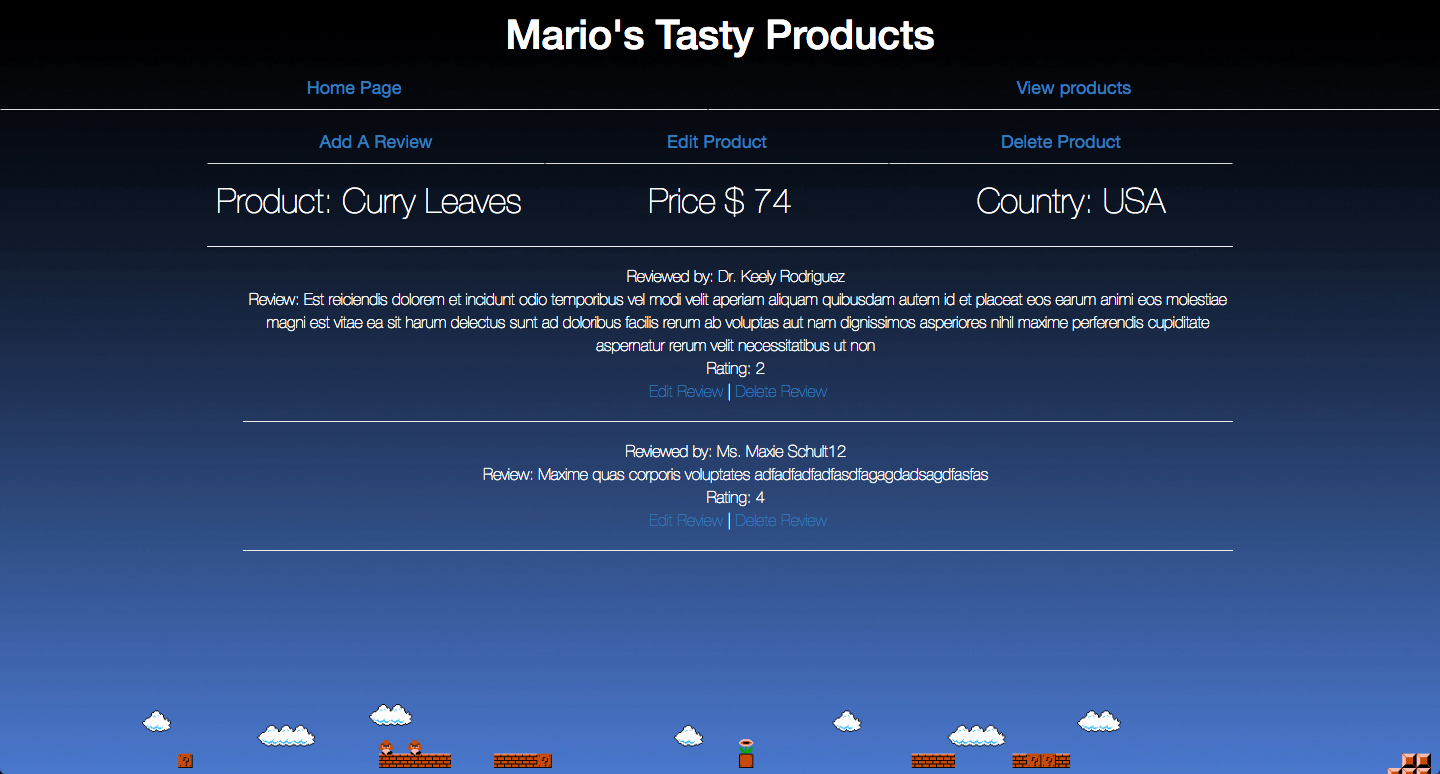 Mario's Tasty Products
Home Page View products
Add A Review Edit Product Delete Product
Product: Curry Leaves Price $ 74 Country: USA
Reviewed by: Dr. Keely Rodriguez
Review: Est reiciendis dolorem et incidunt odio temporibus vel modi velit aperiam aliquam quibusdam autem id et placeat eos earum animi eos molestiae
magni est vitae ea sit harum delectus sunt ad doloribus facilis rerum ab voluptas aut nam dignissimos asperiores nihil maxime perferendis cupiditate
aspernatur rerum velit necessitatibus ut non
Rating: 2
Edit Review | Delete Review
Reviewed by: Ms. Maxie Schult12
Review: Maxime quas corporis voluptates adfadfadfadfasdfagagdadsagdfasfas
Rating: 4
Edit Review | Delete Review
?
?
? ?